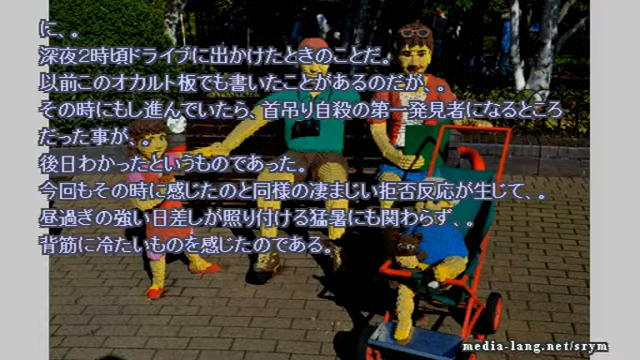 に、。
深夜２時頃ドライブに出かけたときのことだ。
以前このオカルト板でも書いたことがあるのだが、。
その時にもし進んでいたら、首吊り自殺の第一発見者になるところ
だった事が、。
後日わかったというものであった。
今回もその時に感じたのと同様の凄まじい拒否反応が生じて、。
昼過ぎの強い日差しが照り付ける猛暑にも関わらず、。
背筋に冷たいものを感じたのである。
media-lang.net/srym